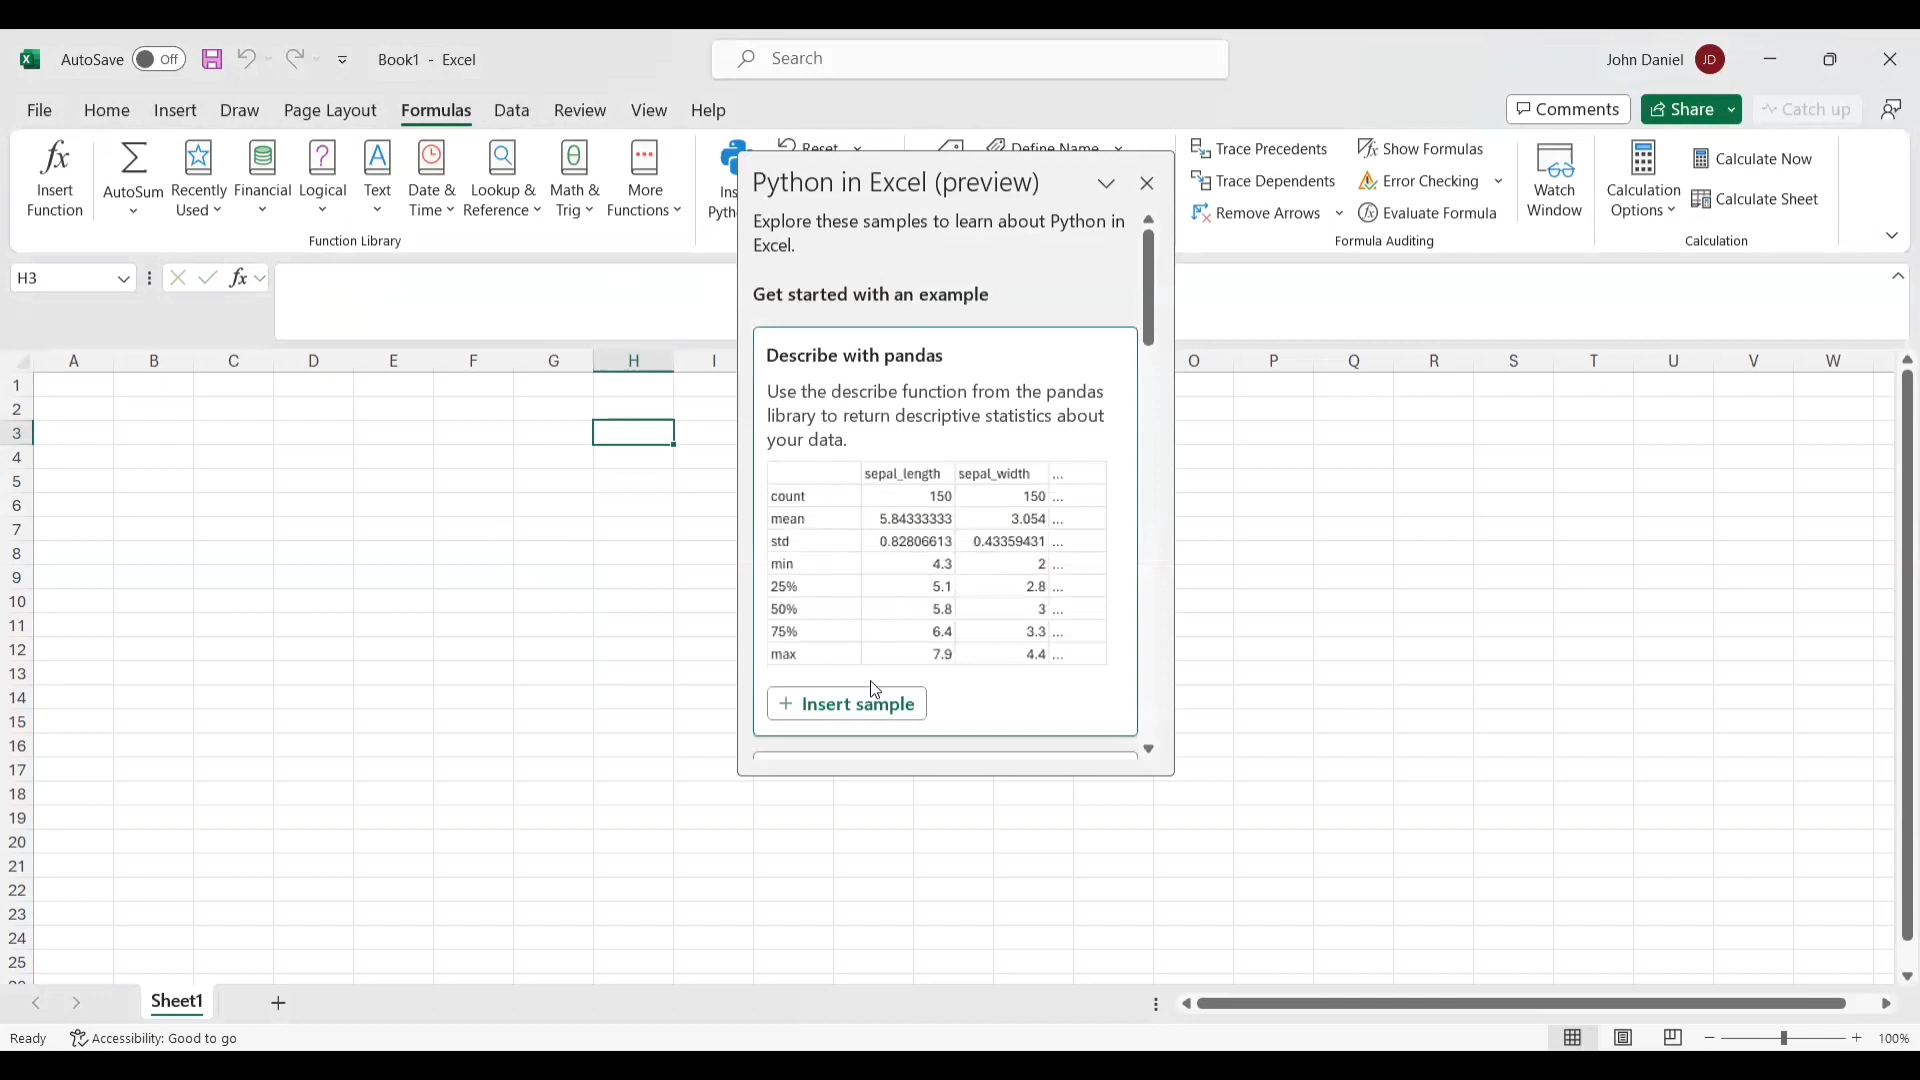 AutoSave Off Book1 - Excel Search John Daniel JD
File Home Insert Draw Page Layout Formulas Data Review View Help Comments Share Catch up
Insert
Function
AutoSum
Recently
Used
Financial
Logical
Text
Date &
Time
Lookup &
Reference
Math &
Trig
More
Functions
Function Library
Reset Define Name
Trace Precedents
Trace Dependents
Remove Arrows
Show Formulas
Error Checking
Evaluate Formula
Formula Auditing
Watch
Window
Calculation
Options
Calculate Now
Calculate Sheet
Calculation
H3 fx
Python in Excel (preview)
Explore these samples to learn about Python in
Excel.
Get started with an example
Describe with pandas
Use the describe function from the pandas
library to return descriptive statistics about
your data.
sepal_length sepal_width ...
count 150 150 ...
mean 5.84333333 3.054 ...
std 0.82806613 0.43359431 ...
min 4.3 2 ...
25% 5.1 2.8 ...
50% 5.8 3 ...
75% 6.4 3.3 ...
max 7.9 4.4 ...
+ Insert sample
A B C D E F G H I O P Q R S T U V W
1
2
3
4
5
6
7
8
9
10
11
12
13
14
15
16
17
18
19
20
21
22
23
24
25
Sheet1
Ready Accessibility: Good to go 100%